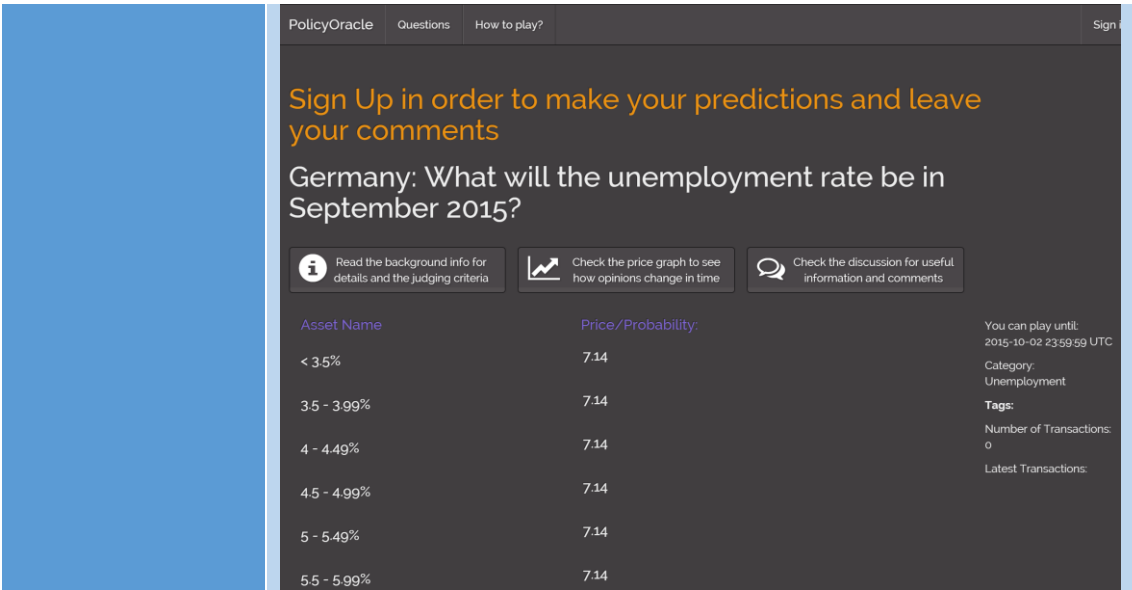 PolicyOracle Questions How to play? Sign i
Sign Up in order to make your predictions and leave
your comments
Germany: What will the unemployment rate be in
September 2015?
Read the background info for
details and the judging criteria
Check the price graph to see
how opinions change in time
Check the discussion for useful
information and comments
Asset Name Price/Probability:
< 3.5% 7.14
3.5 - 3.99% 7.14
4 - 4.49% 7.14
4.5 - 4.99% 7.14
5 - 5.49% 7.14
5.5 - 5.99% 7.14
You can play until:
2015-10-02 23:59:59 UTC
Category:
Unemployment
Tags:
Number of Transactions:
0
Latest Transactions: